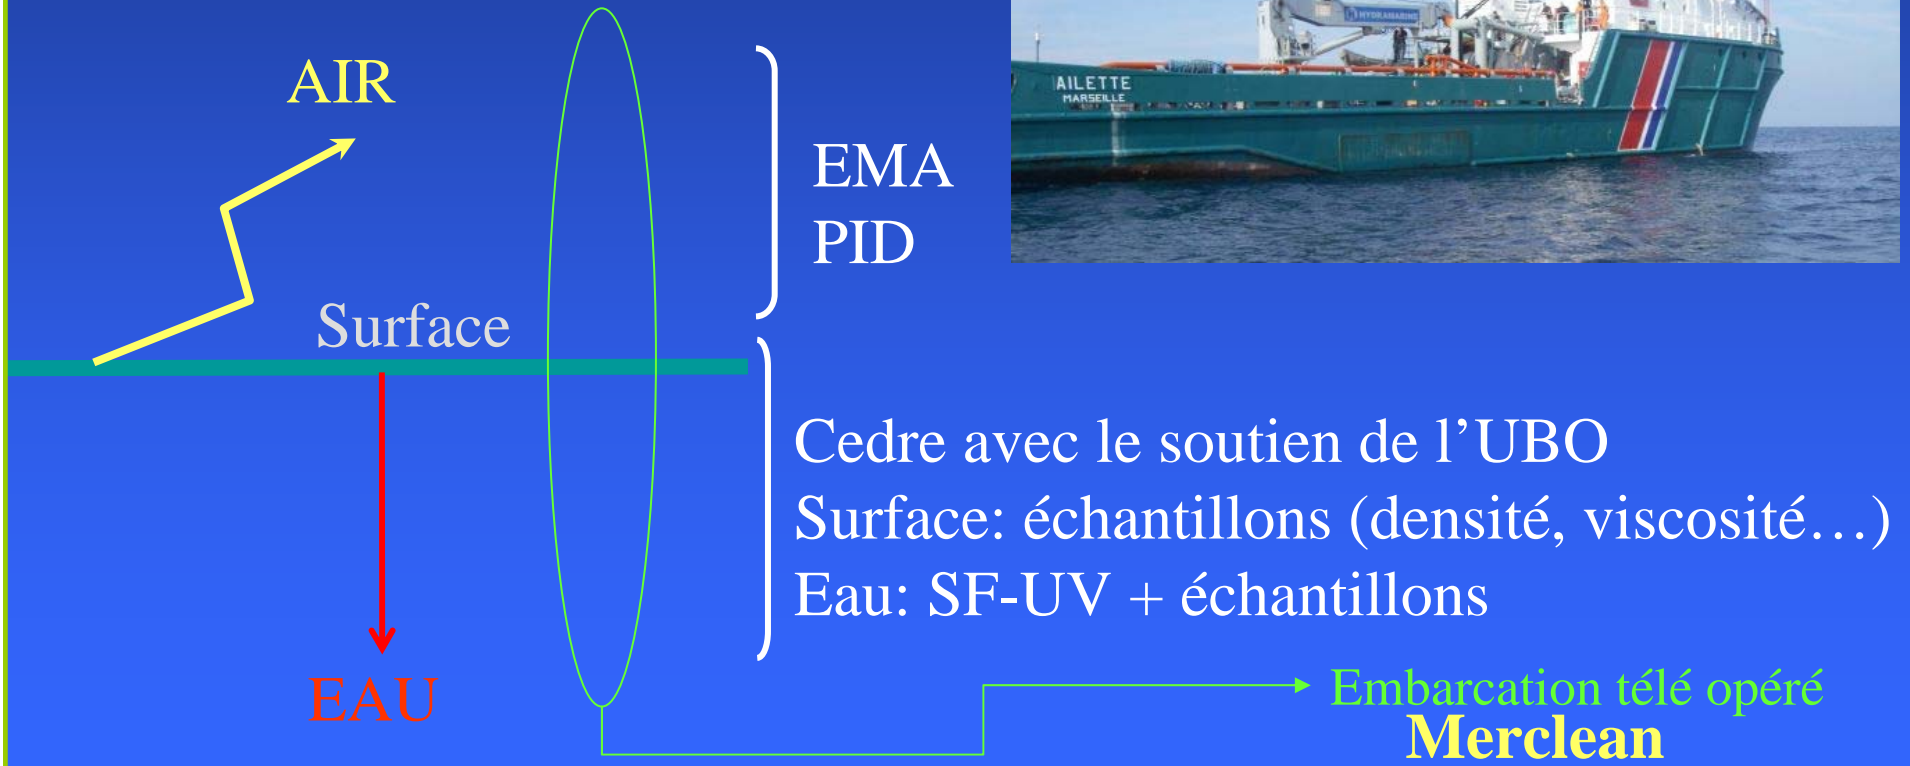 HYDRAMARINE
AILETTE
MARSEILLE
AIR
EMA
PID
Surface
Cedre avec le soutien de l’UBO
Surface: échantillons (densité, viscosité…)
Eau: SF-UV + échantillons
EAU
Embarcation télé opéré
Merclean